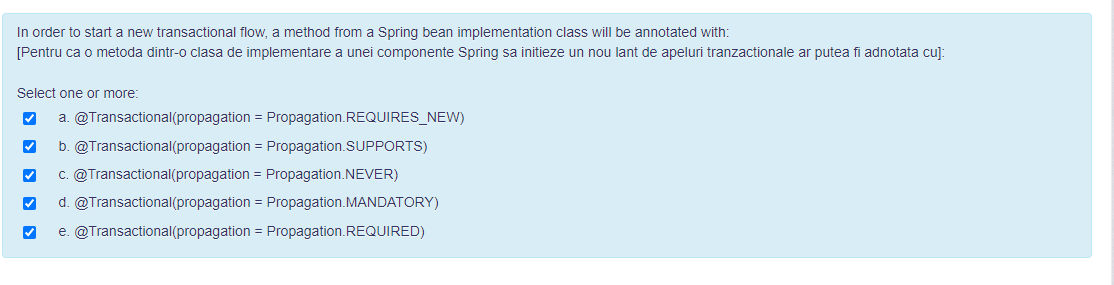 In order to start a new transactional flow, a method from a Spring bean implementation class will be annotated with:
[Pentru ca o metoda dintr-o clasa de implementare a unei componente Spring sa initieze un nou lant de apeluri tranzactionale ar putea fi adnotata cu]:
Select one or more:
a. @Transactional(propagation = Propagation.REQUIRES_NEW)
b. @Transactional(propagation = Propagation.SUPPORTS)
c. @Transactional(propagation = Propagation.NEVER)
d. @Transactional(propagation = Propagation.MANDATORY)
e. @Transactional(propagation = Propagation.REQUIRED)